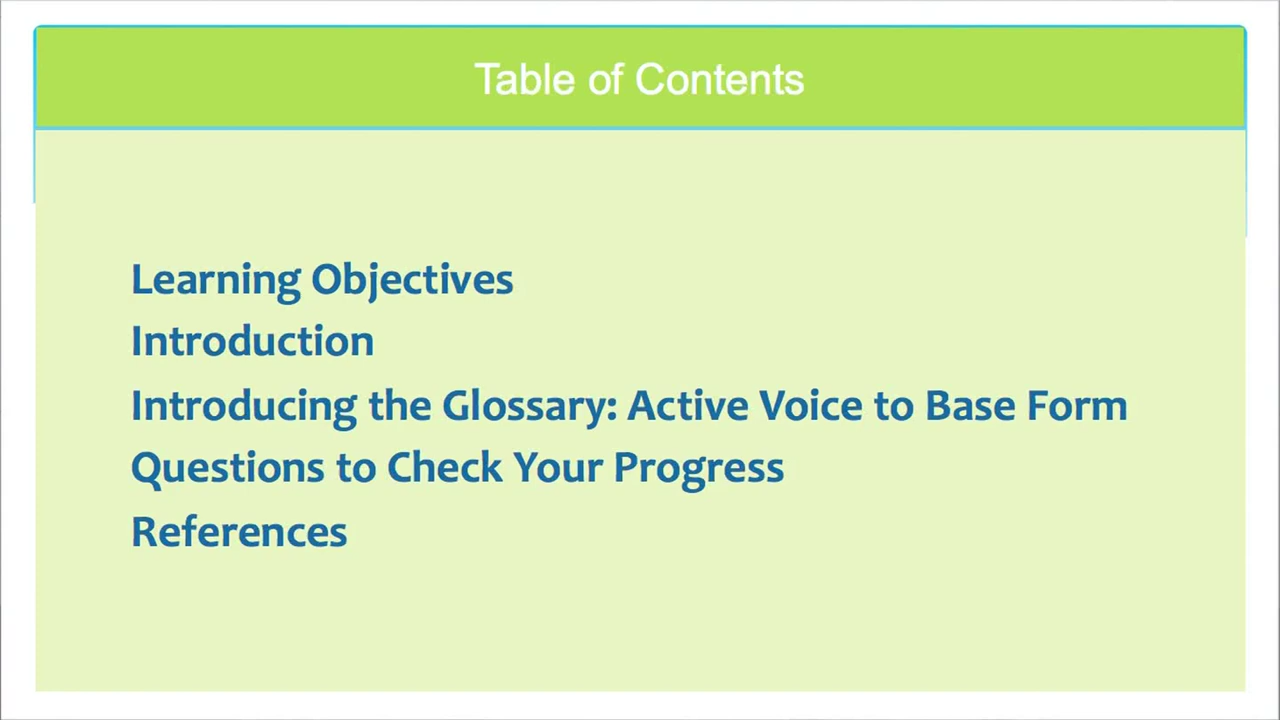 Table of Contents
Learning Objectives
Introduction
Introducing the Glossary: Active Voice to Base Form
Questions to Check Your Progress
References